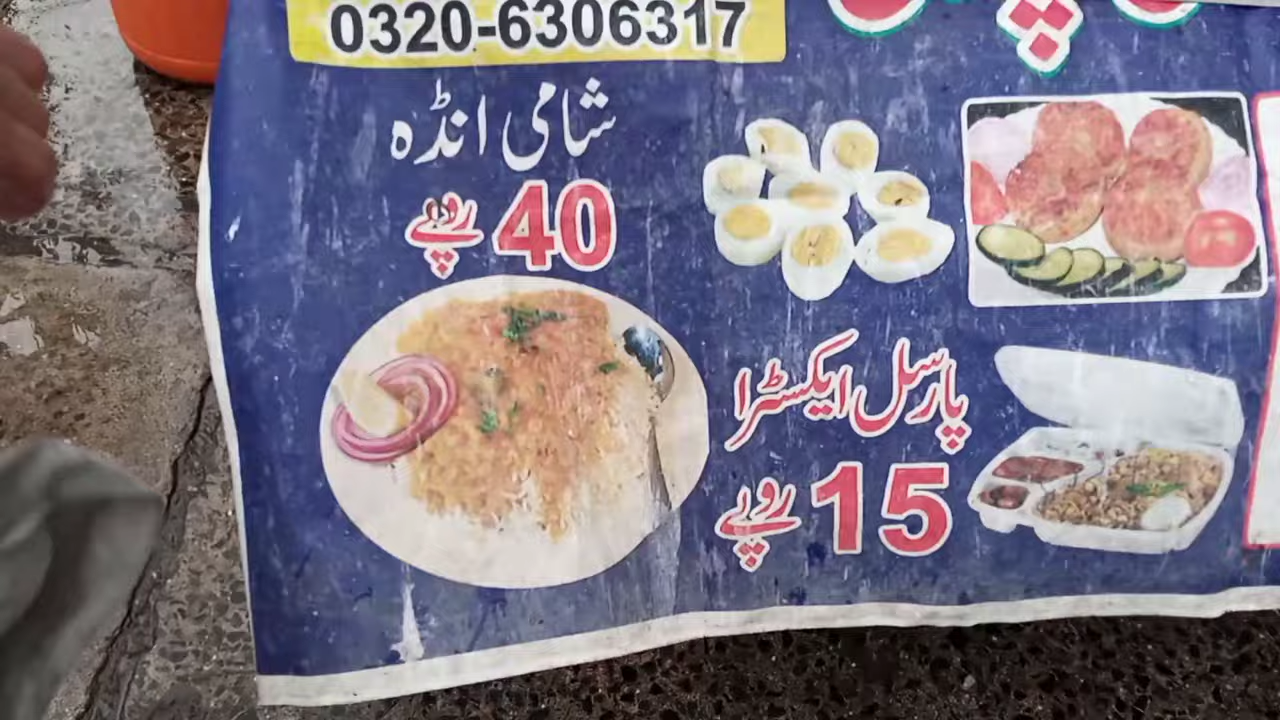 0320-6306317
شامی انڈہ
40 روپے
پارسل ایکسٹرا
15 روپے